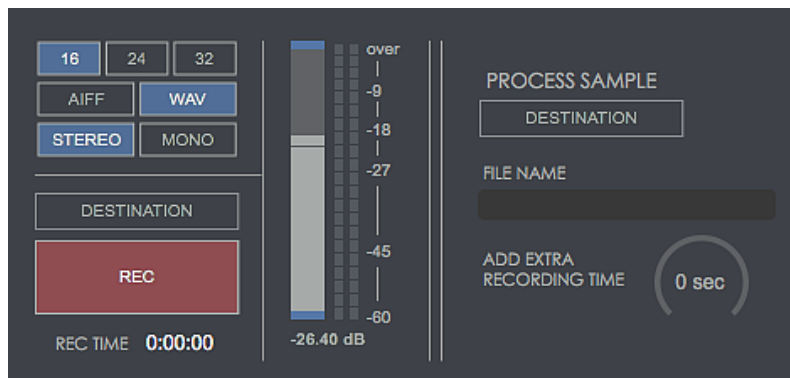 16 24 32
AIFF WAV
STEREO MONO
DESTINATION
REC
REC TIME 0:00:00
over
-9
-18
-27
-45
-60
-26.40 dB
PROCESS SAMPLE
DESTINATION
FILE NAME
ADD EXTRA
RECORDING TIME
0 sec